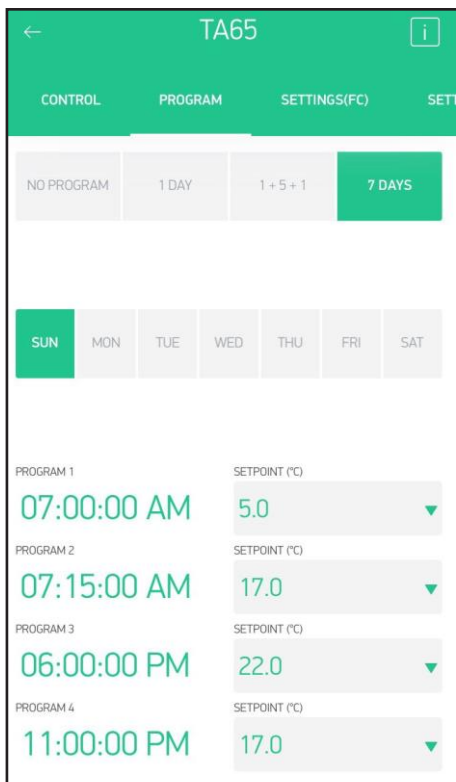 ← TA65 i
CONTROL PROGRAM SETTINGS(FC) SETT
NO PROGRAM 1 DAY 1 + 5 + 1 7 DAYS
SUN MON TUE WED THU FRI SAT
PROGRAM 1 SETPOINT (°C)
07:00:00 AM 5.0
PROGRAM 2 SETPOINT (°C)
07:15:00 AM 17.0
PROGRAM 3 SETPOINT (°C)
06:00:00 PM 22.0
PROGRAM 4 SETPOINT (°C)
11:00:00 PM 17.0